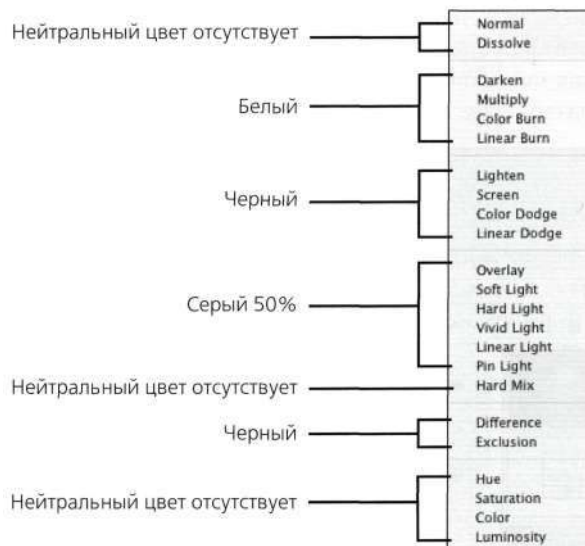 Нейтральный цвет отсутствует
Normal
Dissolve
Белый
Darken
Multiply
Color Burn
Linear Burn
Черный
Lighten
Screen
Color Dodge
Linear Dodge
Серый 50%
Overlay
Soft Light
Hard Light
Vivid Light
Linear Light
Pin Light
Нейтральный цвет отсутствует
Hard Mix
Черный
Difference
Exclusion
Нейтральный цвет отсутствует
Hue
Saturation
Color
Luminosity